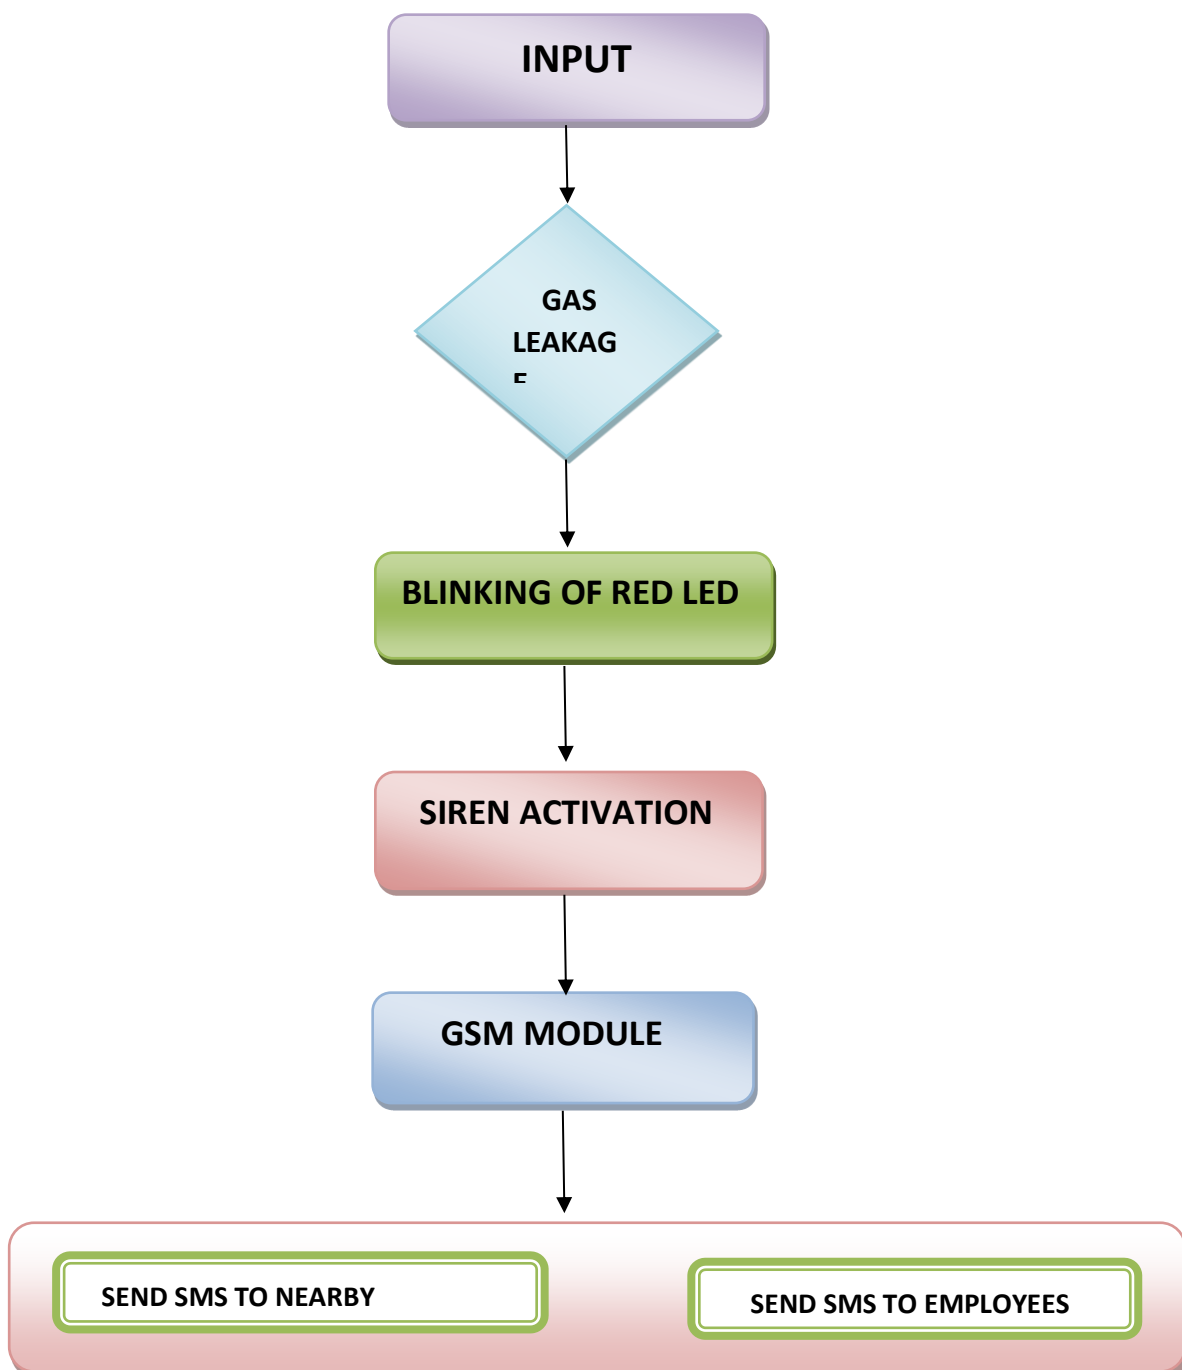 INPUT
GAS
LEAKAG
E
BLINKING OF RED LED
SIREN ACTIVATION
GSM MODULE
SEND SMS TO NEARBY
SEND SMS TO EMPLOYEES